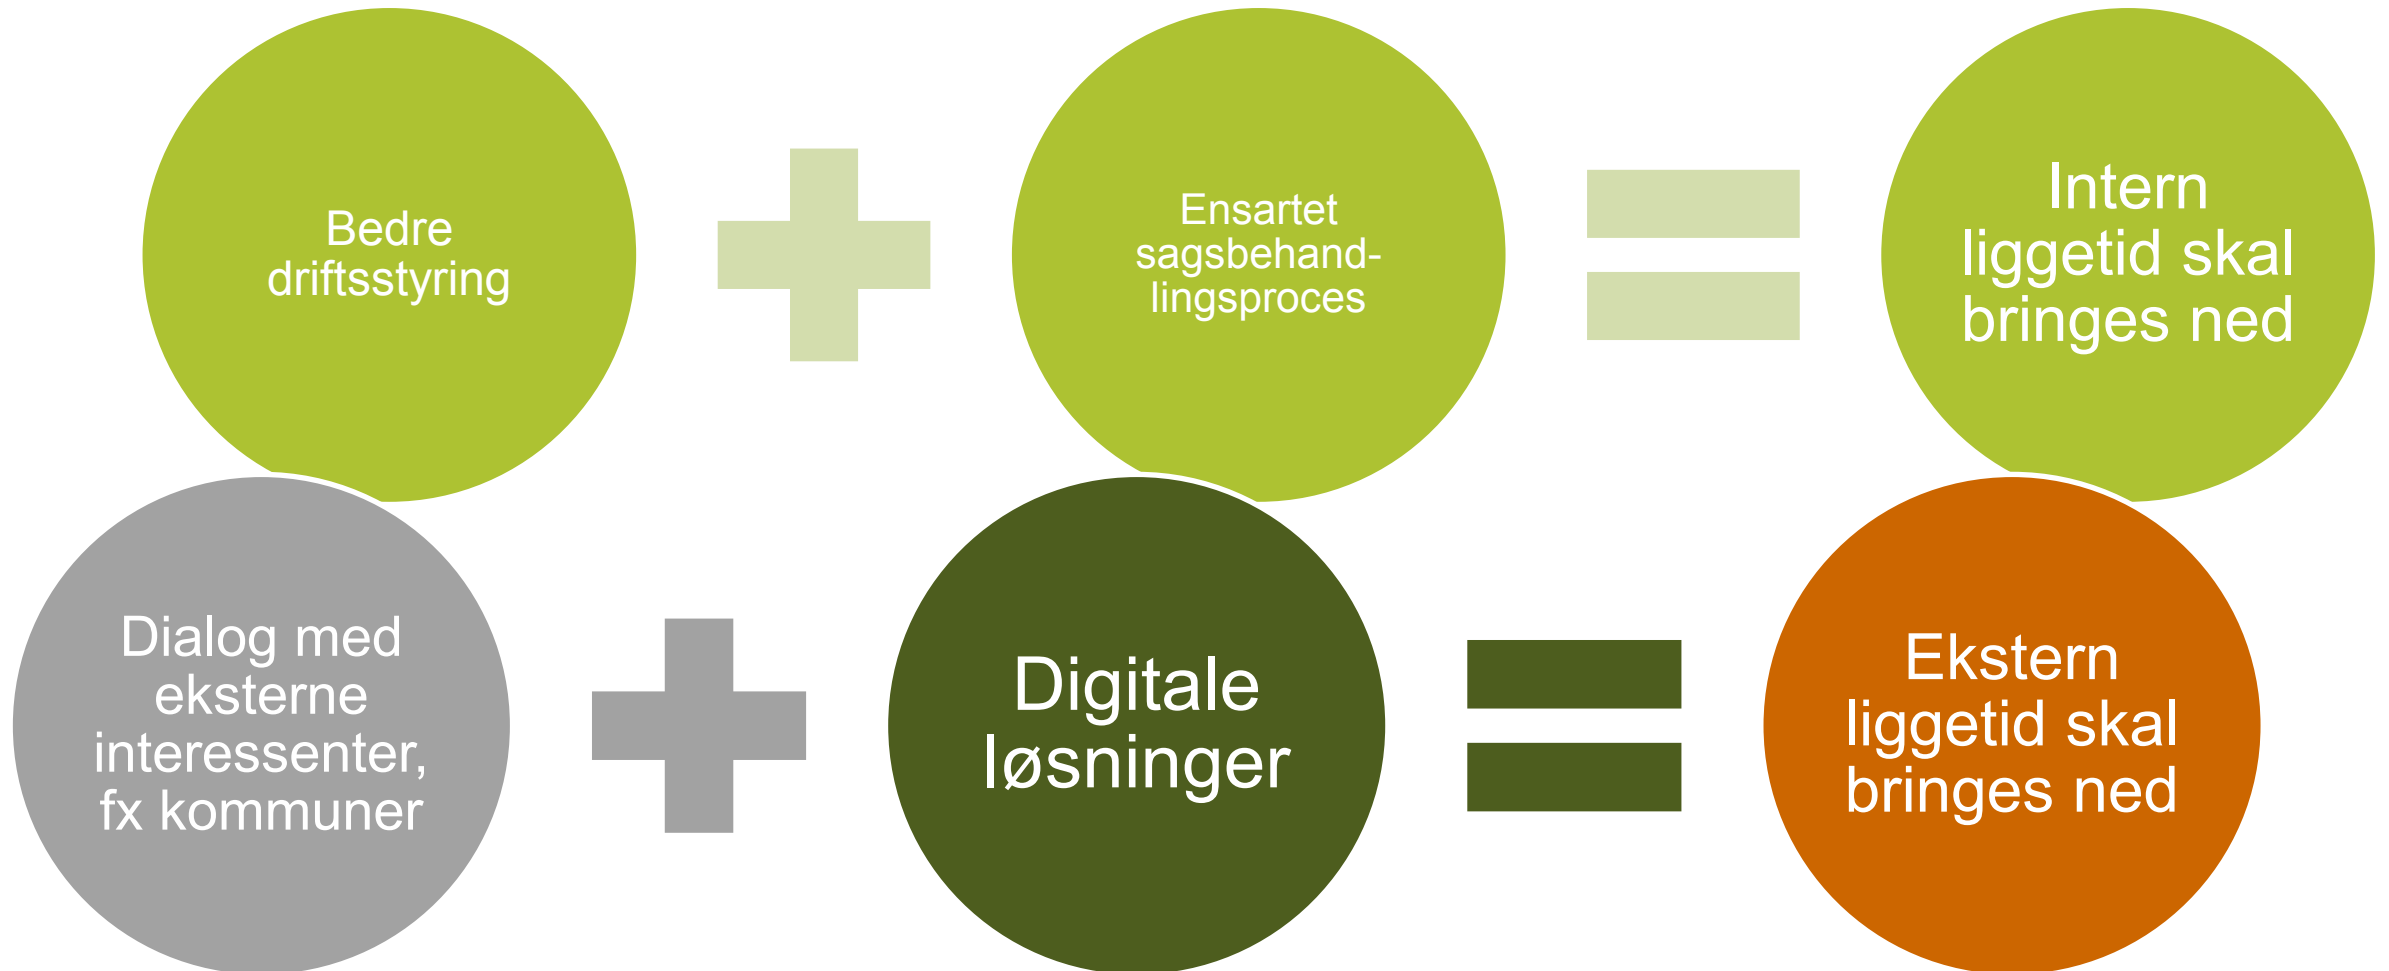 Bedre
driftsstyring
Ensartet
sagsbehand-
lingsproces
Intern
liggetid skal
bringes ned
Dialog med
eksterne
interessenter,
fx kommuner
Digitale
løsninger
Ekstern
liggetid skal
bringes ned